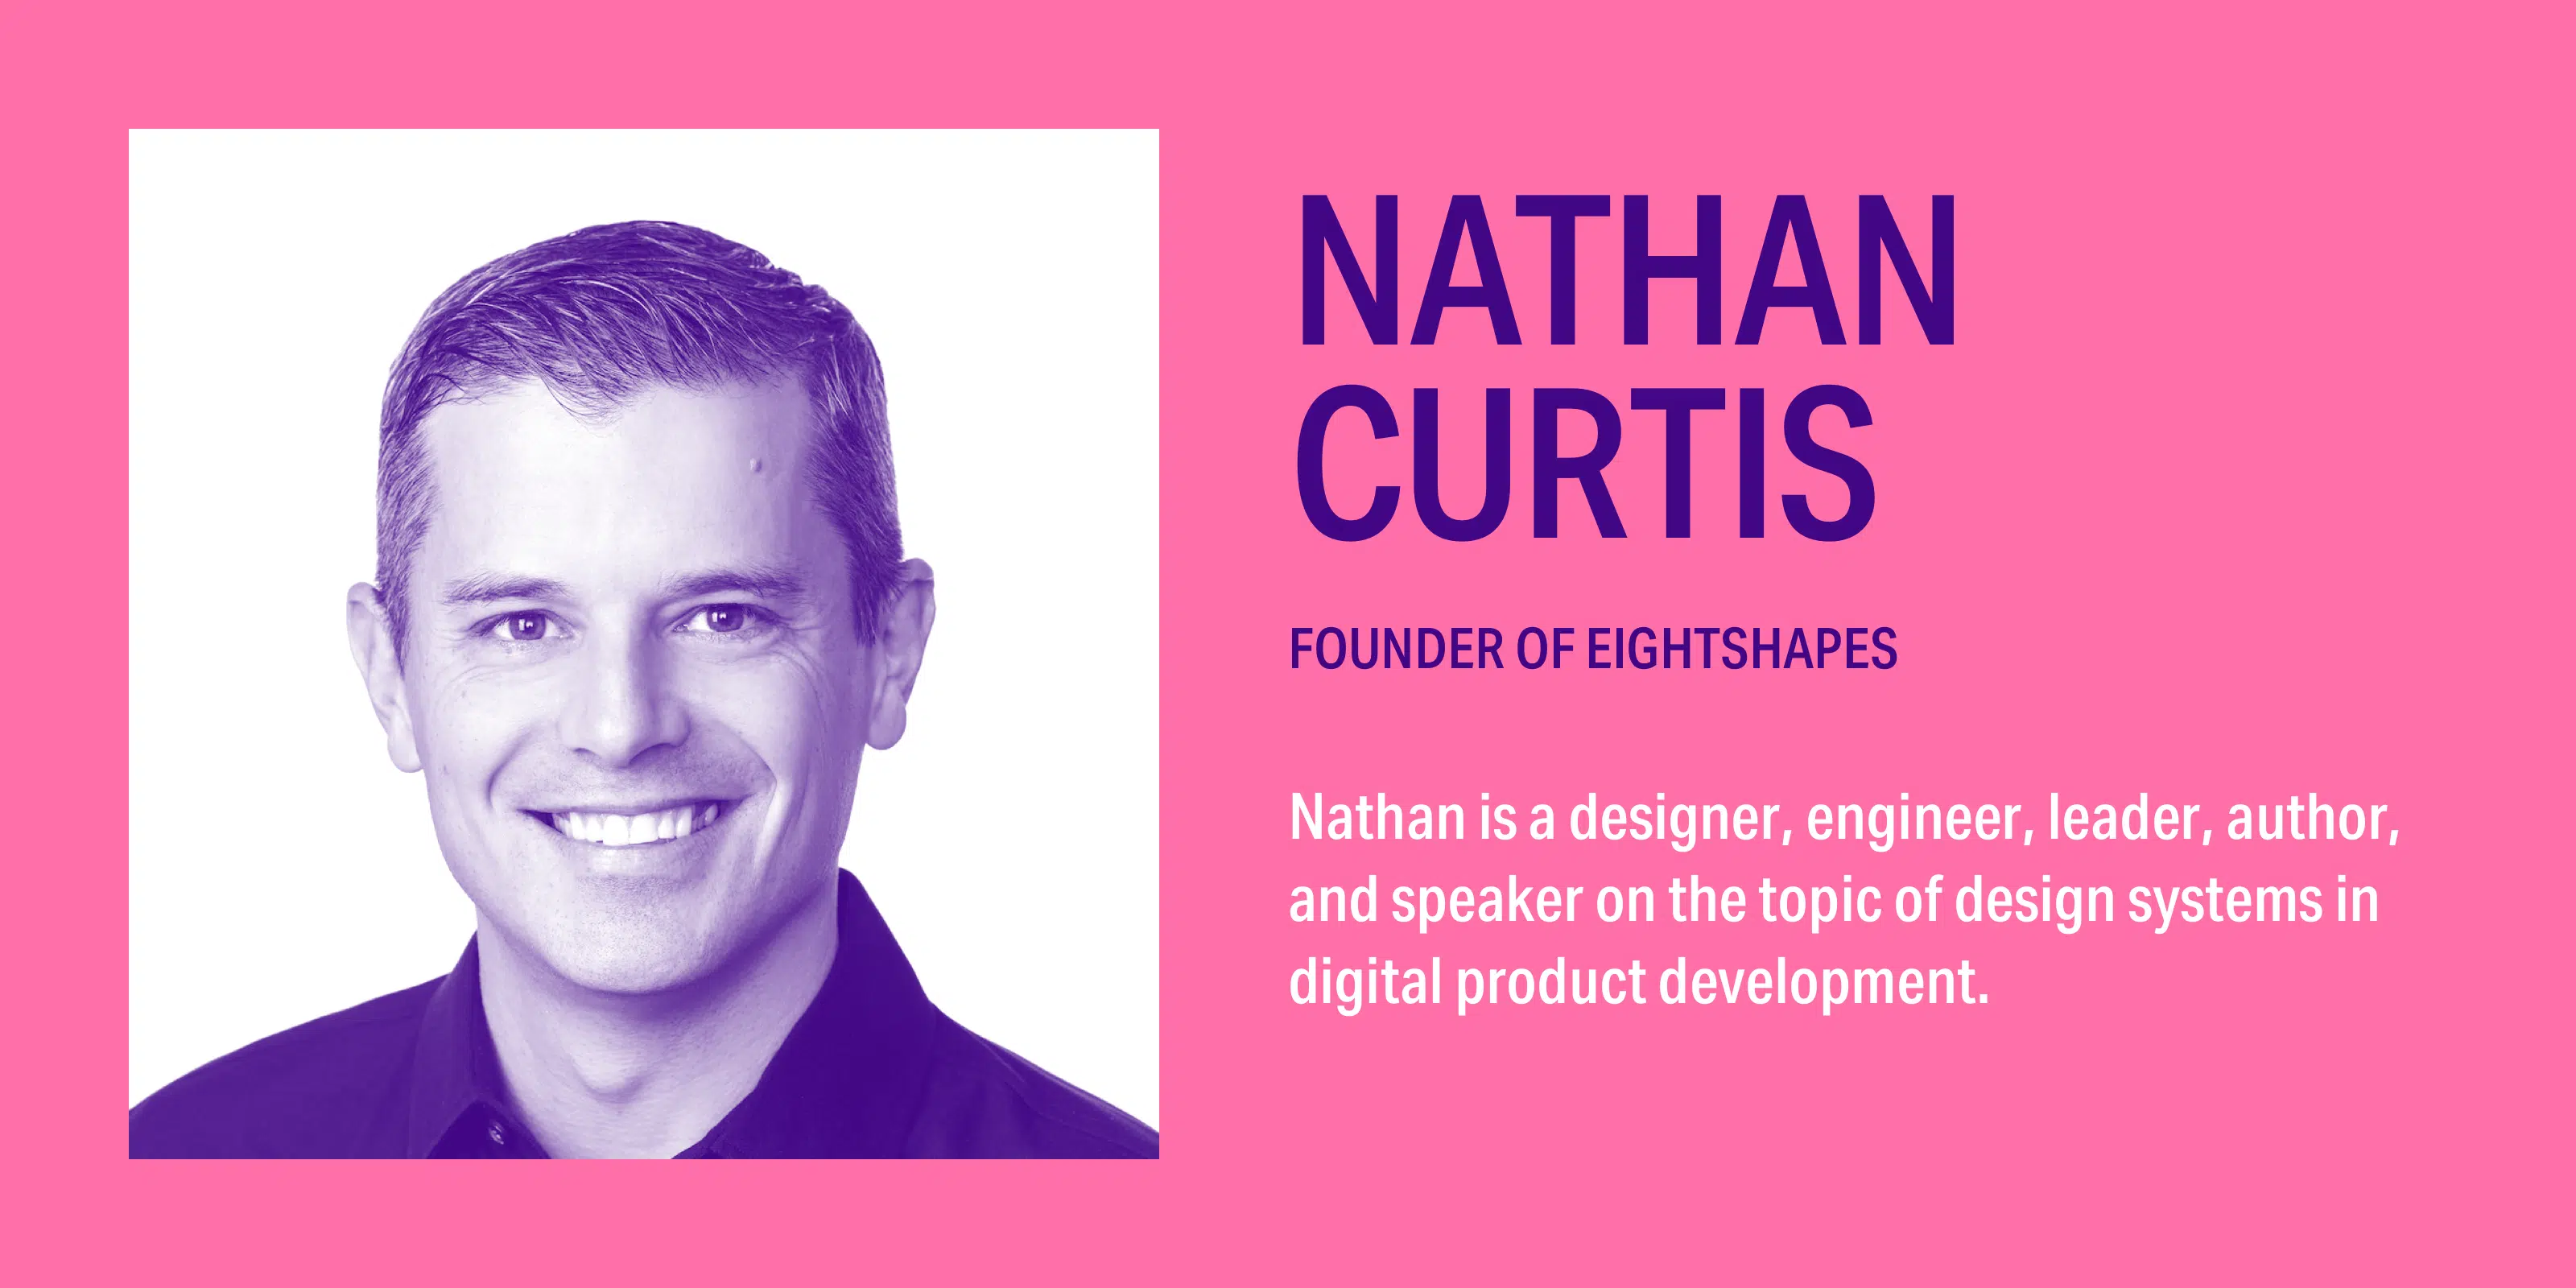 NATHAN
CURTIS
FOUNDER OF EIGHTSHAPES
Nathan is a designer, engineer, leader, author,
and speaker on the topic of design systems in
digital product development.